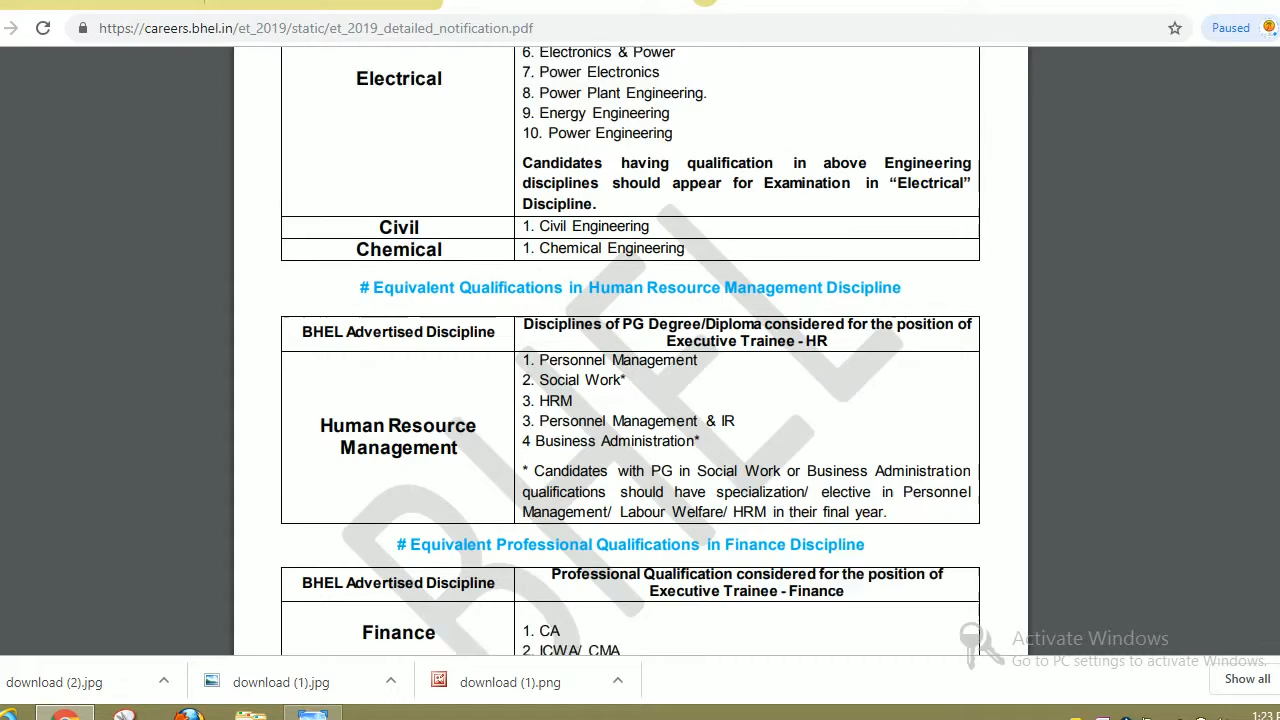 https://careers.bhel.in/et_2019/static/et_2019_detailed_notification.pdf
Paused
6. Electronics & Power
Electrical
7. Power Electronics
8. Power Plant Engineering.
9. Energy Engineering
10. Power Engineering
Candidates having qualification in above Engineering
disciplines should appear for Examination in “Electrical”
Discipline.
Civil
1. Civil Engineering
Chemical
1. Chemical Engineering
# Equivalent Qualifications in Human Resource Management Discipline
BHEL Advertised Discipline
Disciplines of PG Degree/Diploma considered for the position of
Executive Trainee - HR
1. Personnel Management
2. Social Work*
3. HRM
3. Personnel Management & IR
4 Business Administration*
Human Resource
Management
* Candidates with PG in Social Work or Business Administration
qualifications should have specialization/ elective in Personnel
Management/ Labour Welfare/ HRM in their final year.
# Equivalent Professional Qualifications in Finance Discipline
BHEL Advertised Discipline
Professional Qualification considered for the position of
Executive Trainee - Finance
Finance
1. CA
2. ICWA/ CMA
BHEL
Activate Windows
Go to PC settings to activate Windows.
download (2).jpg
download (1).jpg
download (1).png
Show all